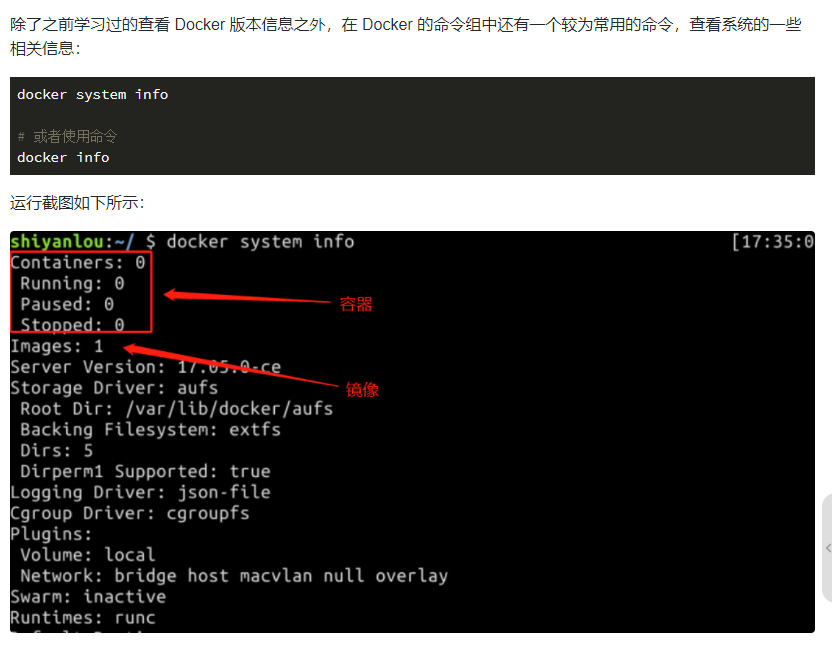 除了之前学习过的查看 Docker 版本信息之外，在 Docker 的命令组中还有一个较为常用的命令，查看系统的一些
相关信息：
docker system info
# 或者使用命令
docker info
运行截图如下所示：
shiyanlou:~/ $ docker system info [17:35:0
Containers: 0
Running: 0
容器
Paused: 0
Stopped: 0
Images: 1
Server Version: 17.05.0-ce
镜像
Storage Driver: aufs
Root Dir: /var/lib/docker/aufs
Backing Filesystem: extfs
Dirs: 5
Dirperm1 Supported: true
Logging Driver: json-file
Cgroup Driver: cgroupfs
Plugins:
Volume: local
Network: bridge host macvlan null overlay
Swarm: inactive
Runtimes: runc